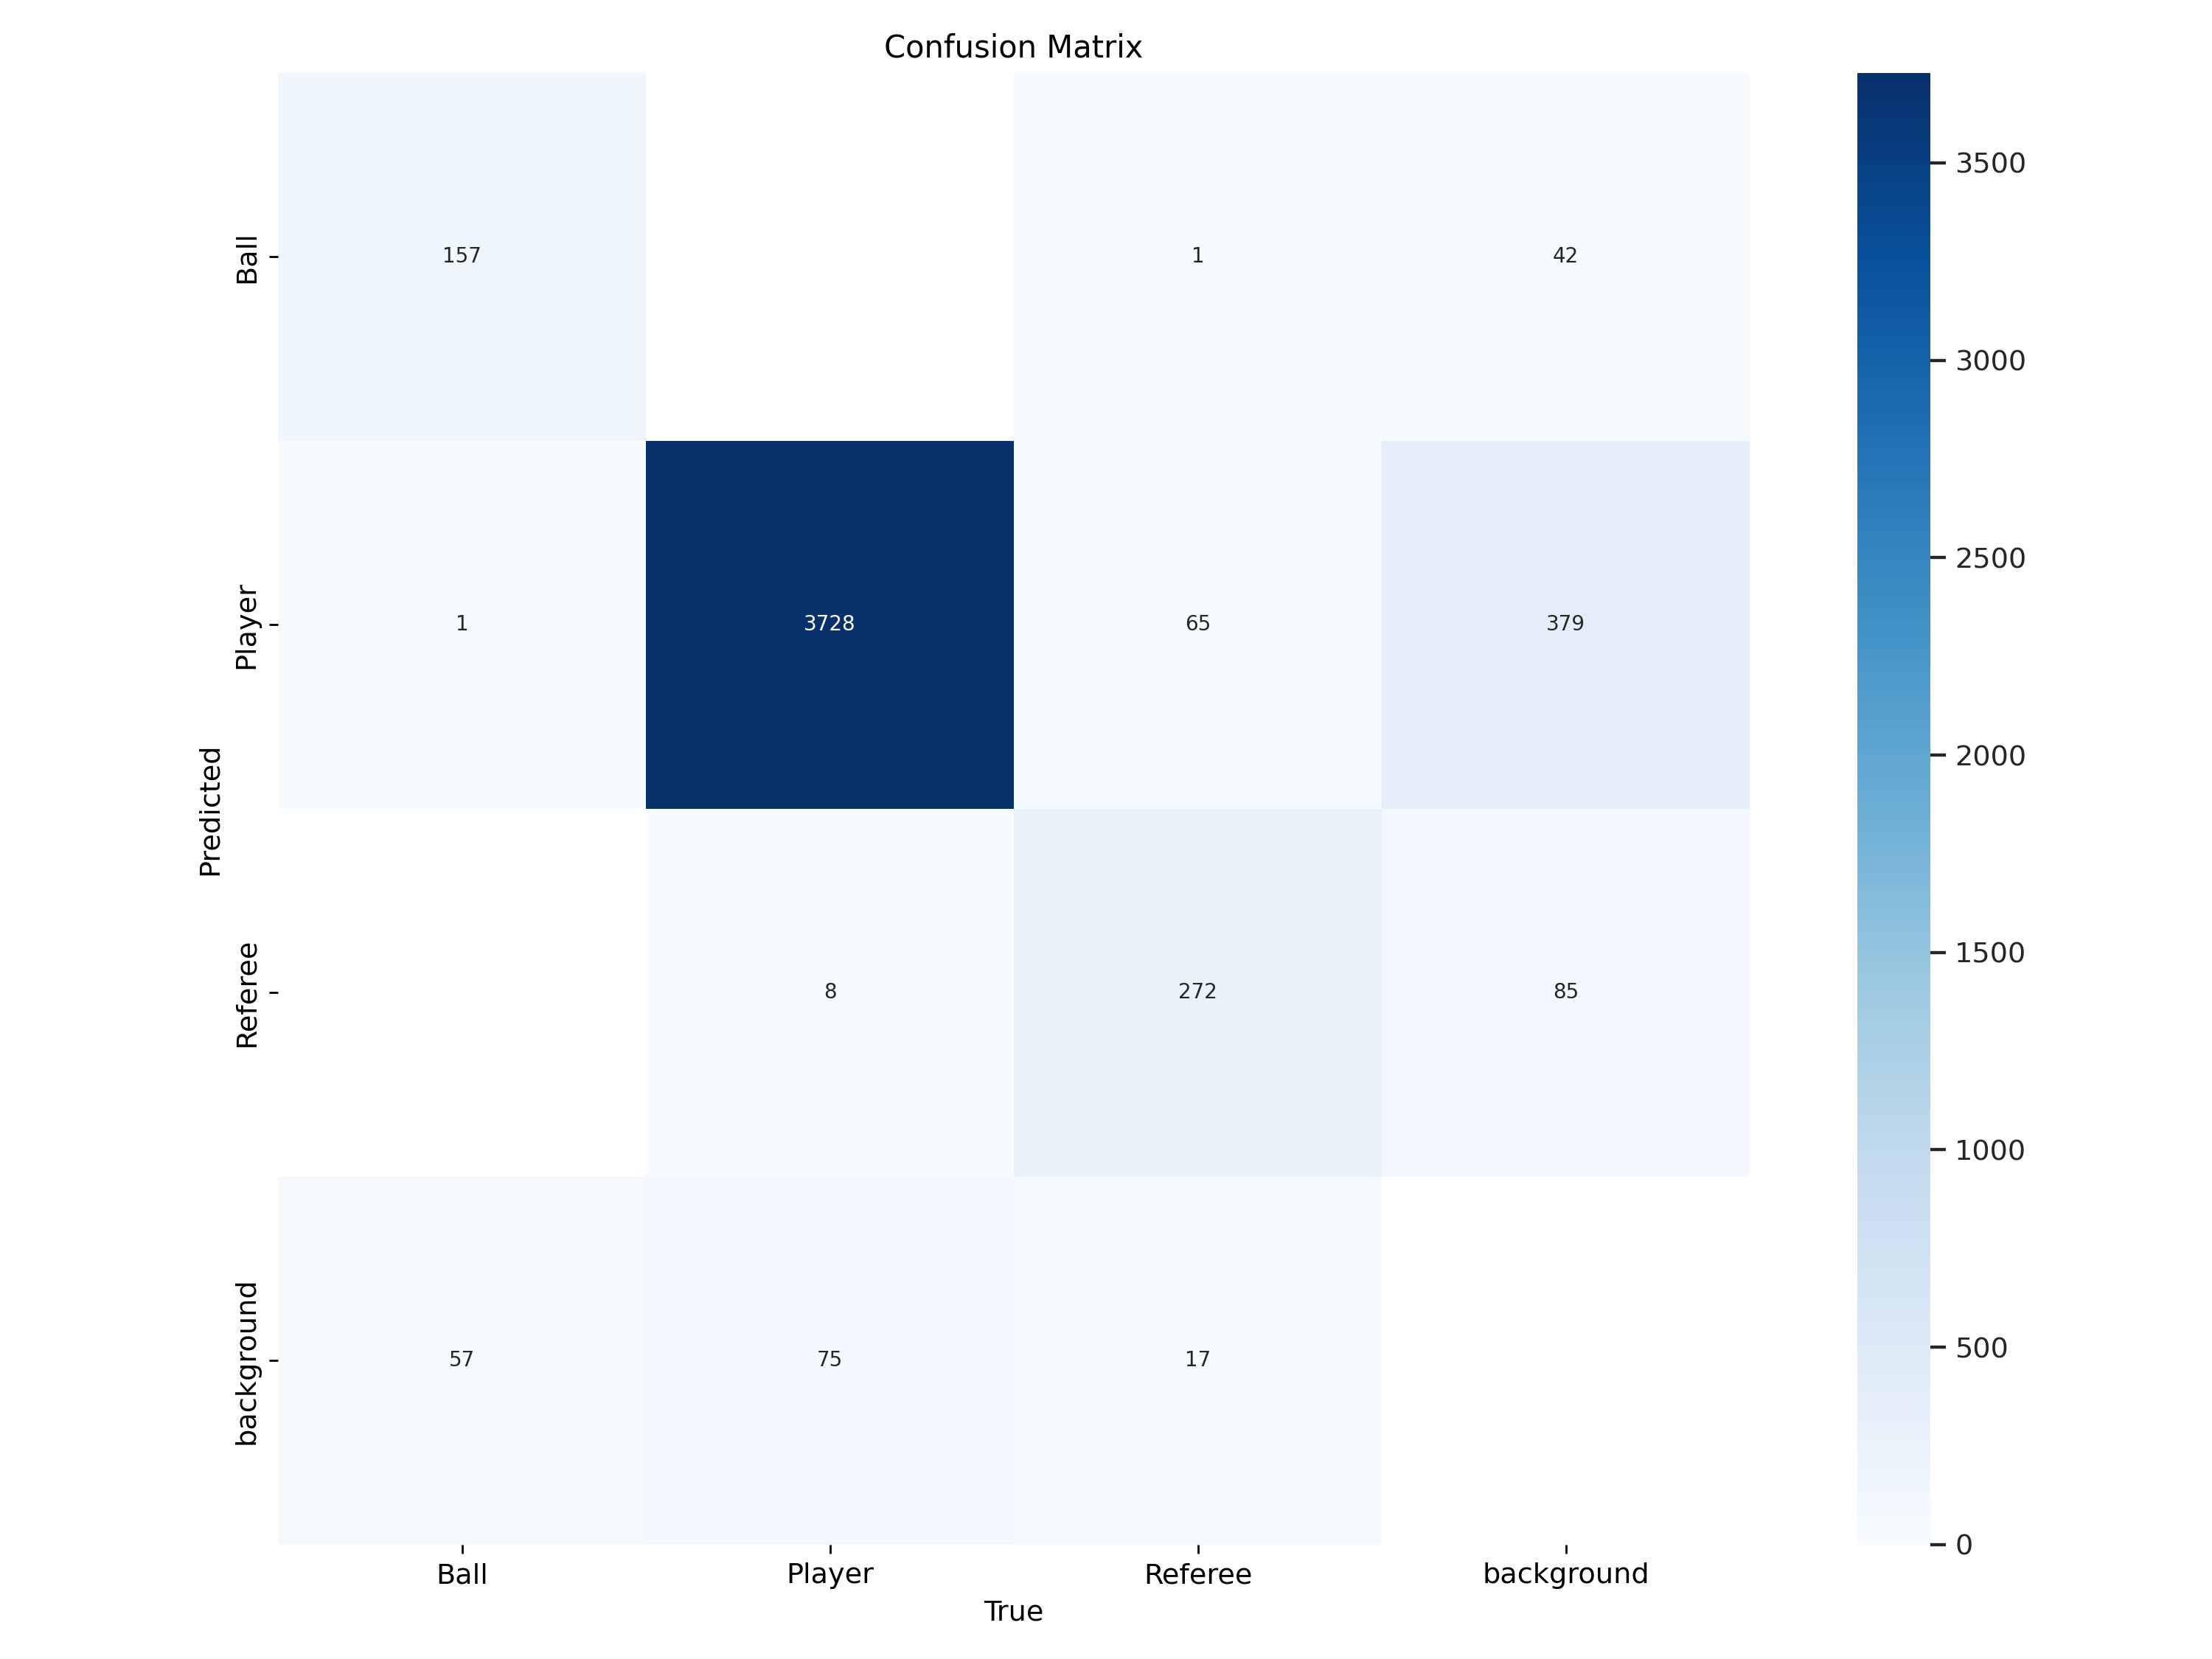 Confusion Matrix
Ball
157
1
42
3500
3000
Player
1
3728
65
379
2500
2000
Predicted
Referee
8
272
85
1500
1000
background
57
75
17
500
0
Ball
Player
Referee
background
True